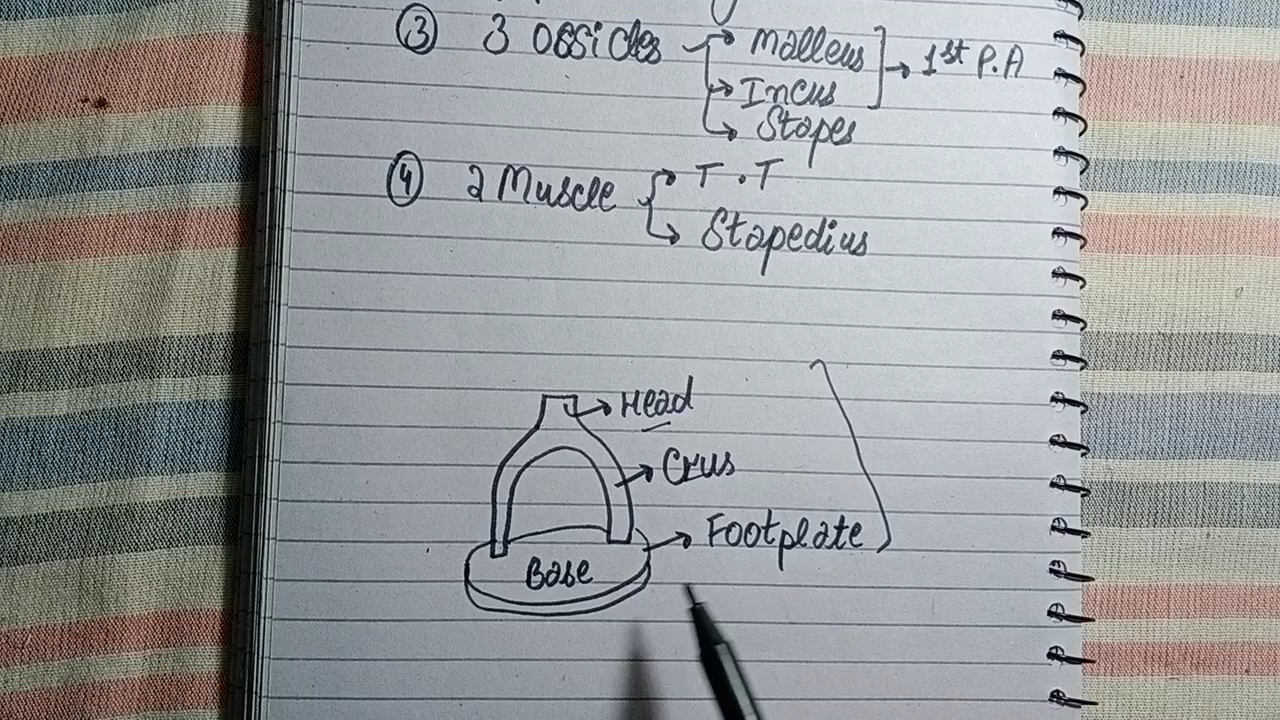 ③ 3 ossicles → malleus ] → 1st P.A
→ Incus
→ Stapes
④ 2 Muscle → T.T
→ Stapedius
→ Head
→ Crus
→ Footplate
Base